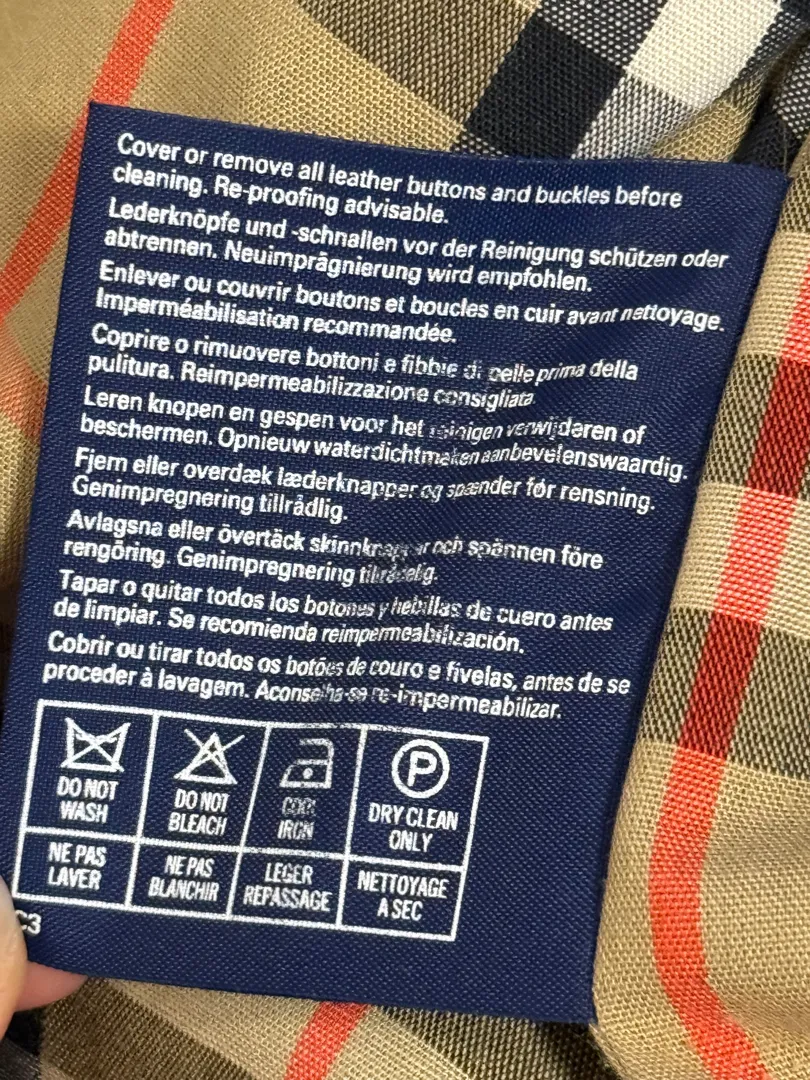 Cover or remove all leather buttons and buckles before
cleaning. Re-proofing advisable.
Lederknöpfe und -schnallen vor der Reinigung schützen oder
abtrennen. Neuimprägnierung wird empfohlen.
Enlever ou couvrir boutons et boucles en cuir avant nettoyage.
Imperméabilisation recommandée.
Coprire o rimuovere bottoni e fibbie di pelle prima della
pulitura. Reimpermeabilizzazione consigliata.
Leren knopen en gespen voor het reinigen verwijderen of
beschermen. Opnieuw waterdichtmaken aanbevelenswaardig.
Fjern eller overdæk læderknapper og spænder før rensning.
Genimpregnering tillrådlig.
Avlagsna eller övertäck skinnknappar och spännen före
rengöring. Genimpregnering tillrådelig.
Tapar o quitar todos los botones y hebillas de cuero antes
de limpiar. Se recomienda reimpermeabilización.
Cobrir ou tirar todos os botões de couro e fivelas, antes de se
proceder à lavagem. Aconselha-se re-impermeabilizar.
DO NOT
WASH
DO NOT
BLEACH
COOL
IRON
P
DRY CLEAN
ONLY
NE PAS
LAVER
NE PAS
BLANCHIR
LEGER
REPASSAGE
NETTOYAGE
A SEC
C3